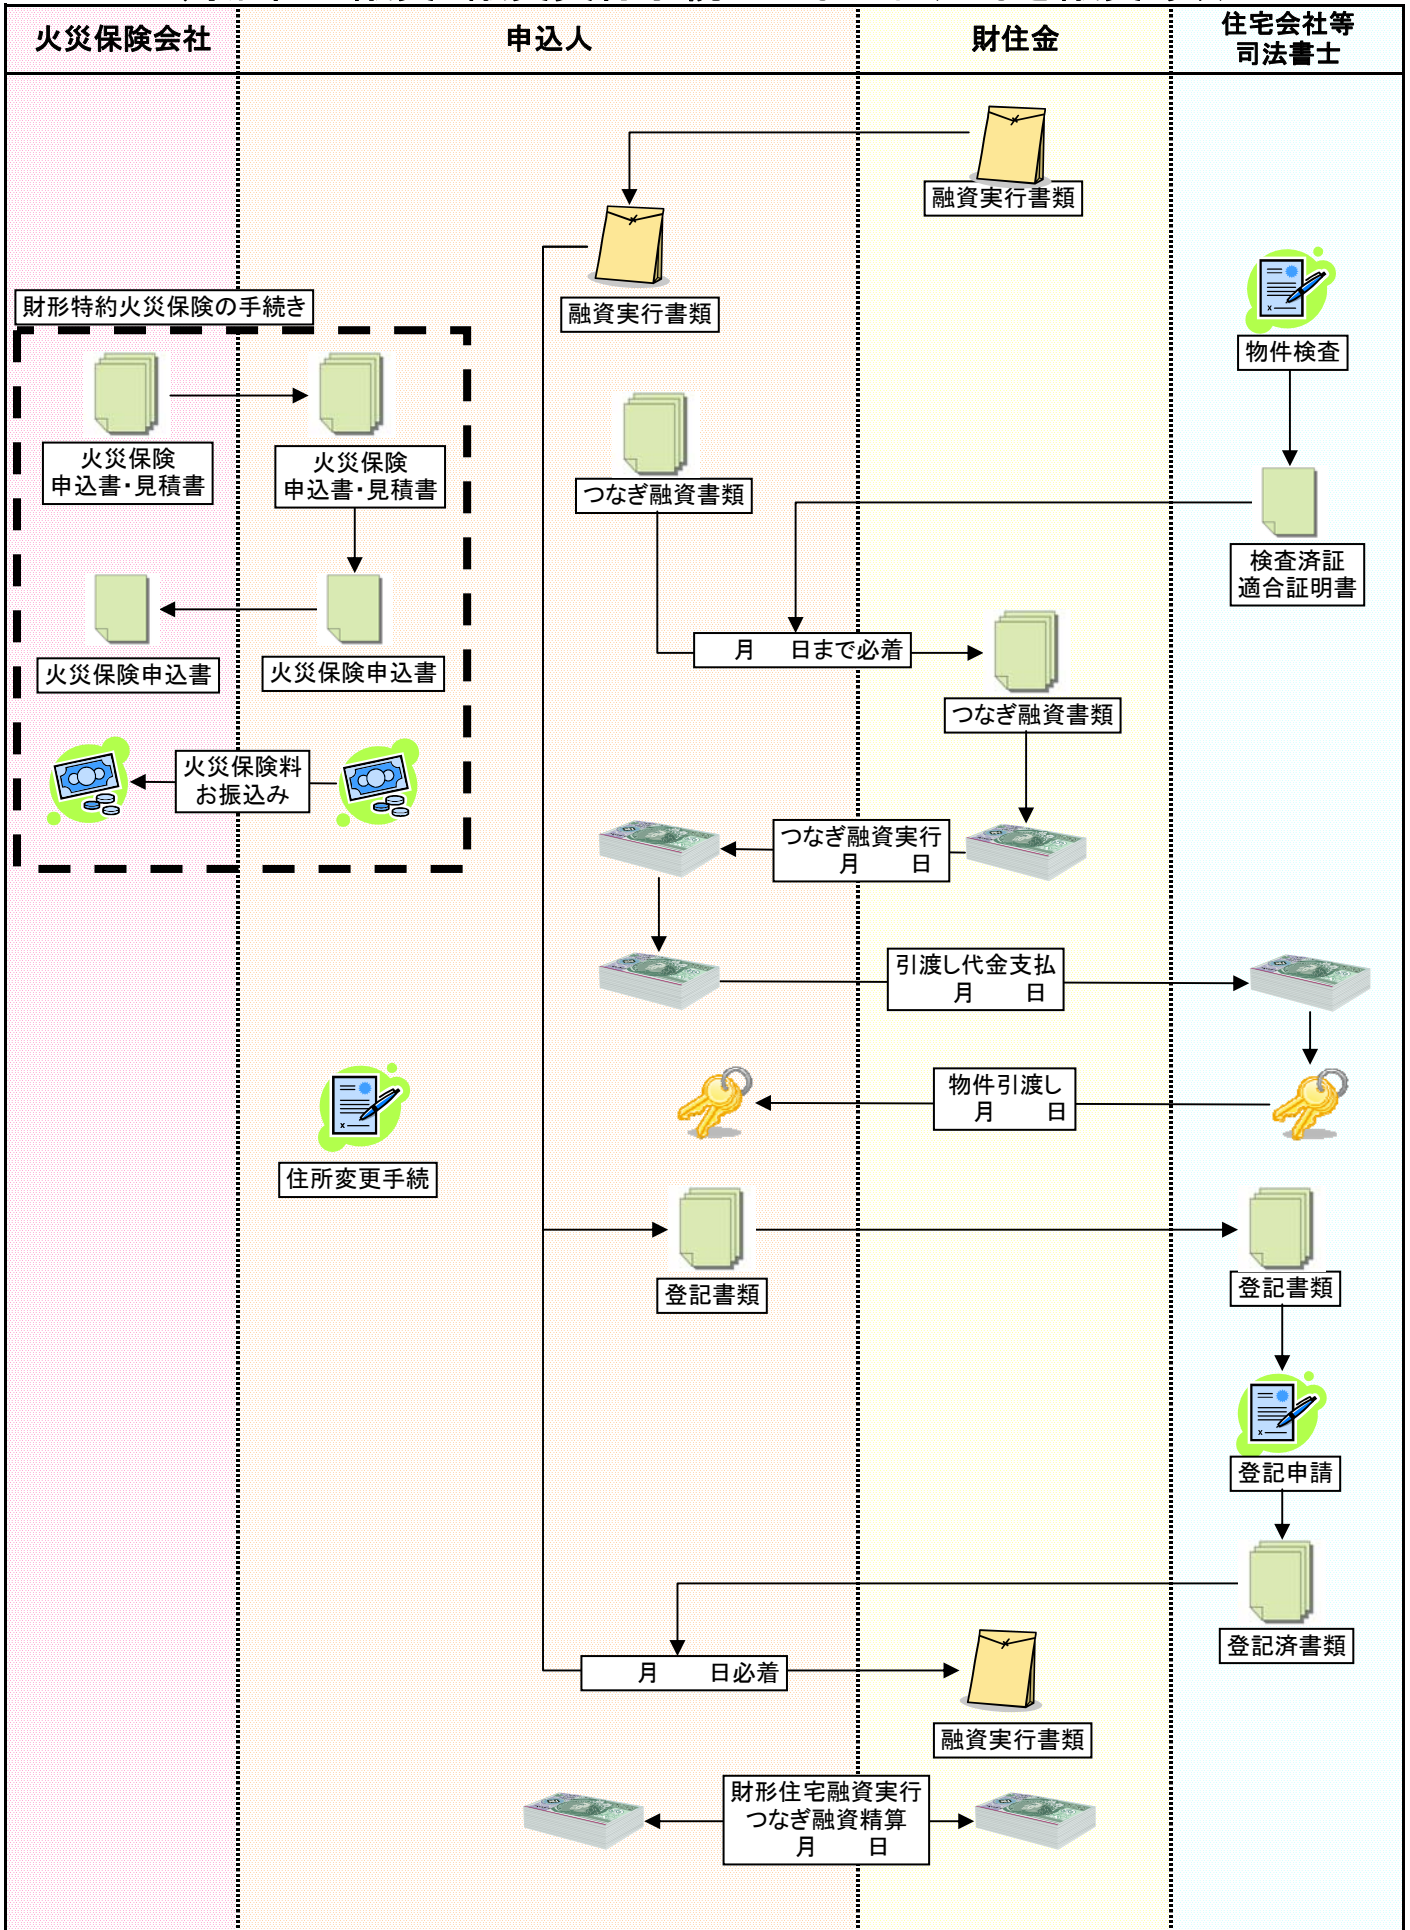 火災保険会社
申込人
財住金
住宅会社等
司法書士
融資実行書類
融資実行書類
財形特約火災保険の手続き
物件検査
火災保険
申込書・見積書
火災保険
申込書・見積書
つなぎ融資書類
検査済証
適合証明書
月 日まで必着
火災保険申込書
火災保険申込書
つなぎ融資書類
火災保険料
お振込み
つなぎ融資実行
月 日
引渡し代金支払
月 日
物件引渡し
月 日
住所変更手続
登記書類
登記書類
登記申請
登記済書類
月 日必着
融資実行書類
財形住宅融資実行
つなぎ融資精算
月 日